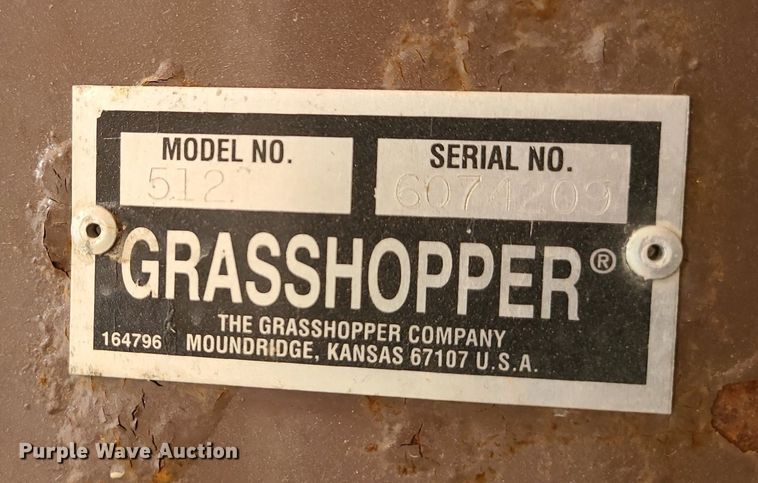 MODEL NO. SERIAL NO.
512 6074209
GRASSHOPPER®
THE GRASSHOPPER COMPANY
164796 MOUNDRIDGE, KANSAS 67107 U.S.A.
Purple Wave Auction